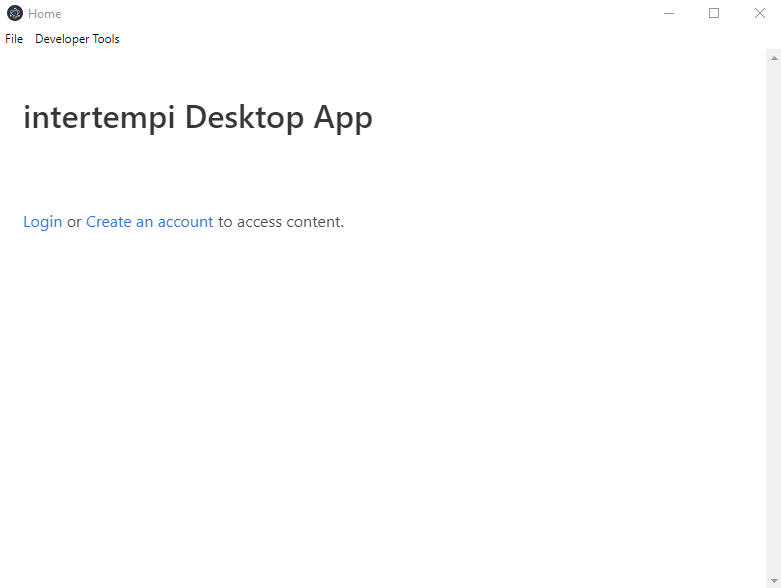 Home
File Developer Tools
intertempi Desktop App
Login or Create an account to access content.